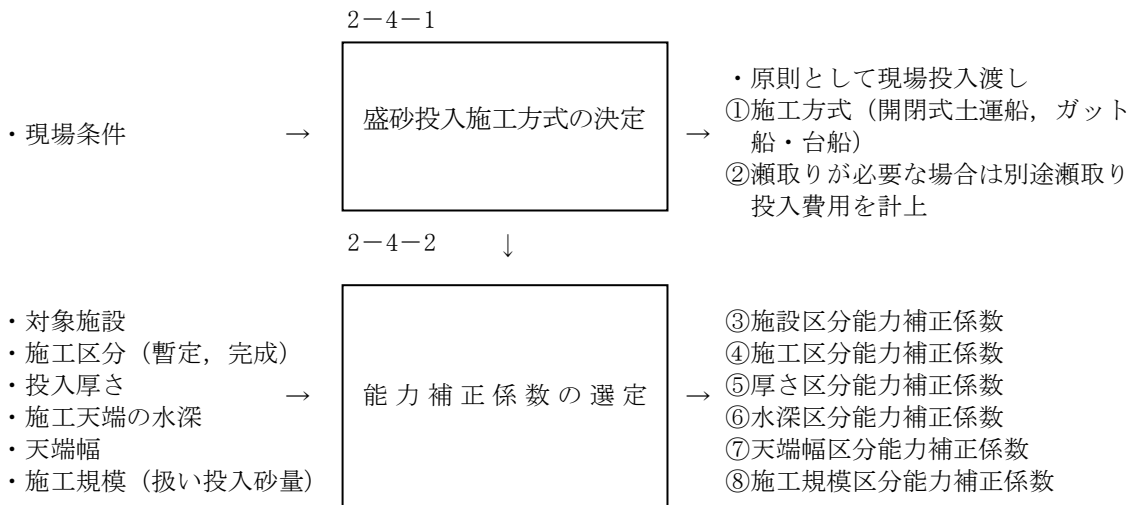 2－4－1
・現場条件
→
盛砂投入施工方式の決定
→
・原則として現場投入渡し
①施工方式（開閉式土運船，ガット
船・台船）
②瀬取りが必要な場合は別途瀬取り
投入費用を計上
2－4－2
↓
・対象施設
・施工区分（暫定，完成）
・投入厚さ
・施工天端の水深
・天端幅
・施工規模（扱い投入砂量）
→
能力補正係数の選定
→
③施設区分能力補正係数
④施工区分能力補正係数
⑤厚さ区分能力補正係数
⑥水深区分能力補正係数
⑦天端幅区分能力補正係数
⑧施工規模区分能力補正係数